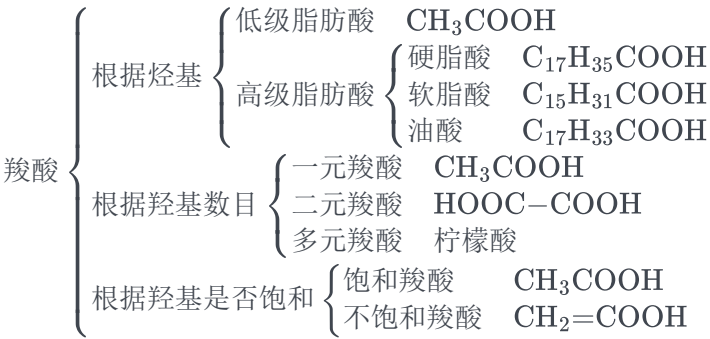 羧酸
根据烃基
低级脂肪酸 CH₃COOH
高级脂肪酸
硬脂酸 C₁₇H₃₅COOH
软脂酸 C₁₅H₃₁COOH
油酸 C₁₇H₃₃COOH
根据羟基数目
一元羧酸 CH₃COOH
二元羧酸 HOOC−COOH
多元羧酸 柠檬酸
根据羟基是否饱和
饱和羧酸 CH₃COOH
不饱和羧酸 CH₂=COOH